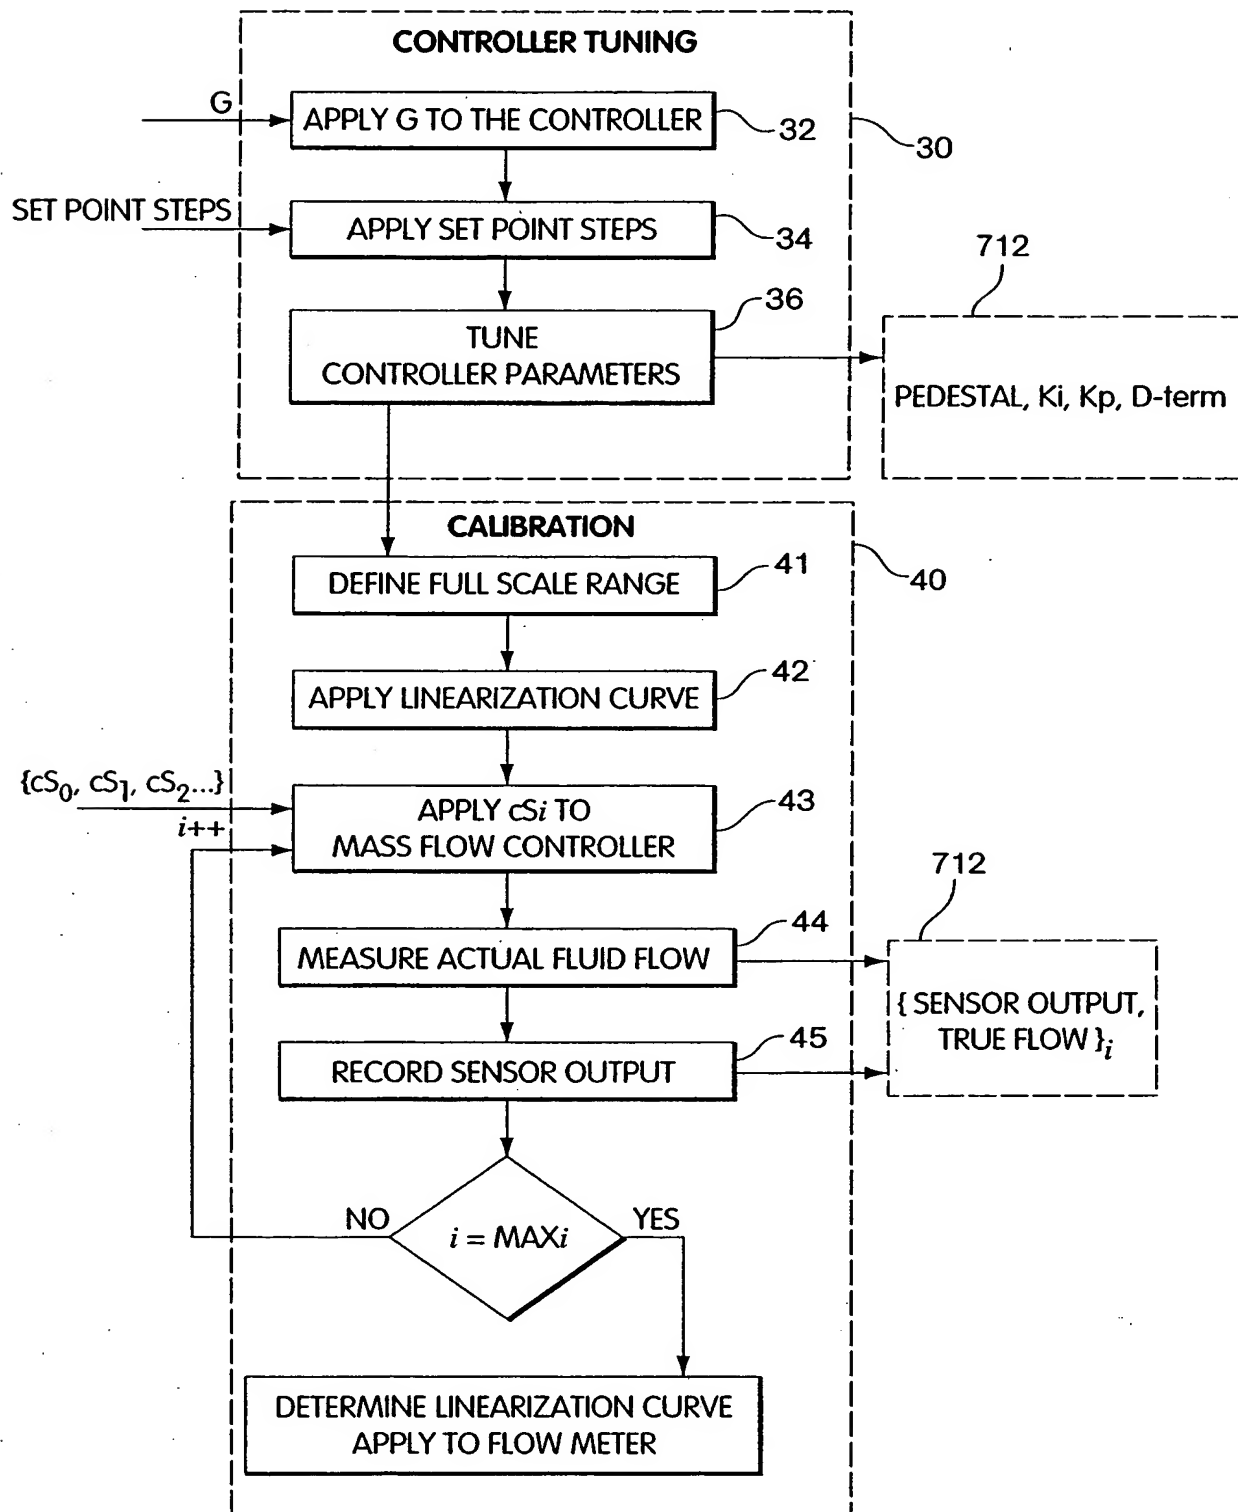 CONTROLLER TUNING
G
APPLY G TO THE CONTROLLER
32
30
SET POINT STEPS
APPLY SET POINT STEPS
34
712
36
TUNE
CONTROLLER PARAMETERS
PEDESTAL, Ki, Kp, D-term
CALIBRATION
DEFINE FULL SCALE RANGE
41
40
APPLY LINEARIZATION CURVE
42
{cS0, cS1, cS2...}
i++
APPLY cSi TO
MASS FLOW CONTROLLER
43
712
MEASURE ACTUAL FLUID FLOW
44
{ SENSOR OUTPUT,
TRUE FLOW }i
RECORD SENSOR OUTPUT
45
NO
i = MAXi
YES
DETERMINE LINEARIZATION CURVE
APPLY TO FLOW METER